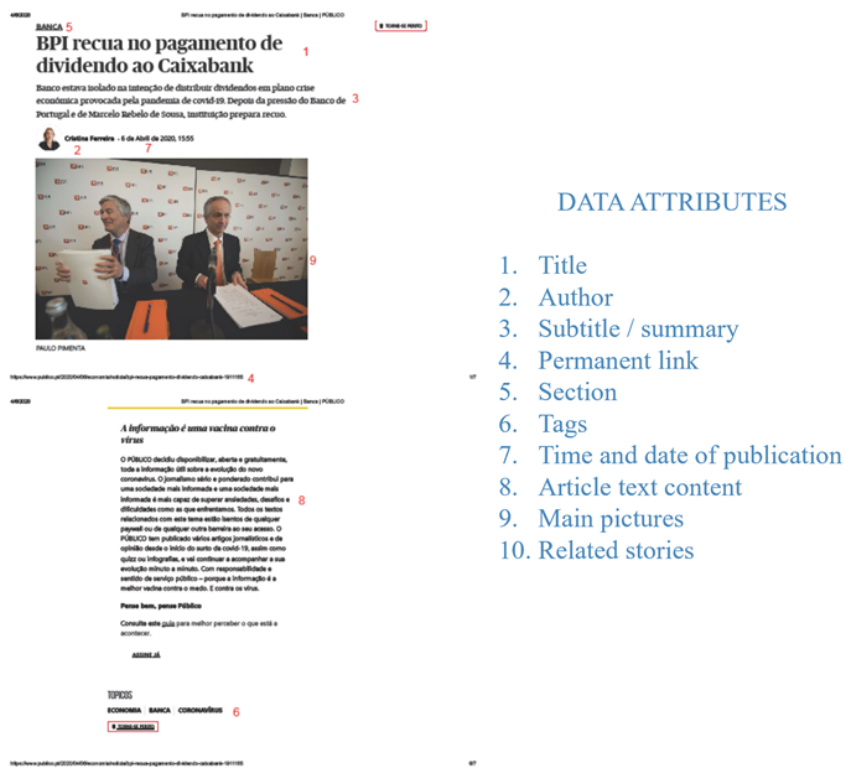 4/6/2020
BPI recua no pagamento de dividendo ao Caixabank | Banca | PÚBLICO
BANCA 5
TORNE-SE PERITO
BPI recua no pagamento de
dividendo ao Caixabank
1
Banco estava isolado na intenção de distribuir dividendos em plano crise
económica provocada pela pandemia de covid-19. Depois da pressão do Banco de
Portugal e de Marcelo Rebelo de Sousa, instituição prepara recuo.
3
Cristina Ferreira - 6 de Abril de 2020, 15:55
2
7
9
PAULO PIMENTA
4
1/7
4/6/2020
BPI recua no pagamento de dividendo ao Caixabank | Banca | PÚBLICO
A informação é uma vacina contra o
vírus
O PÚBLICO decidiu disponibilizar, aberta e gratuitamente,
toda a informação útil sobre a evolução do novo
coronavírus. O jornalismo sério e ponderado contribui para
uma sociedade mais informada e uma sociedade mais
informada é mais capaz de superar ansiedades, desafios e
dificuldades como as que enfrentamos. Todos os textos
relacionados com este tema estão isentos de qualquer
paywall ou de qualquer outra barreira ao seu acesso. O
PÚBLICO tem publicado vários artigos jornalísticos e de
opinião desde o início do surto da covid-19, assim como
quizz ou infografias, e vai continuar a acompanhar a sua
evolução minuto a minuto. Com responsabilidade e
sentido de serviço público – porque a informação é a
melhor vacina contra o medo. E contra os vírus.
8
Pense bem, pense Público
Consulte este guia para melhor perceber o que está a
acontecer.
ASSINE JÁ
TÓPICOS
ECONOMIA BANCA CORONAVÍRUS 6
TORNE-SE PERITO
6/7
DATA ATTRIBUTES
1. Title
2. Author
3. Subtitle / summary
4. Permanent link
5. Section
6. Tags
7. Time and date of publication
8. Article text content
9. Main pictures
10. Related stories